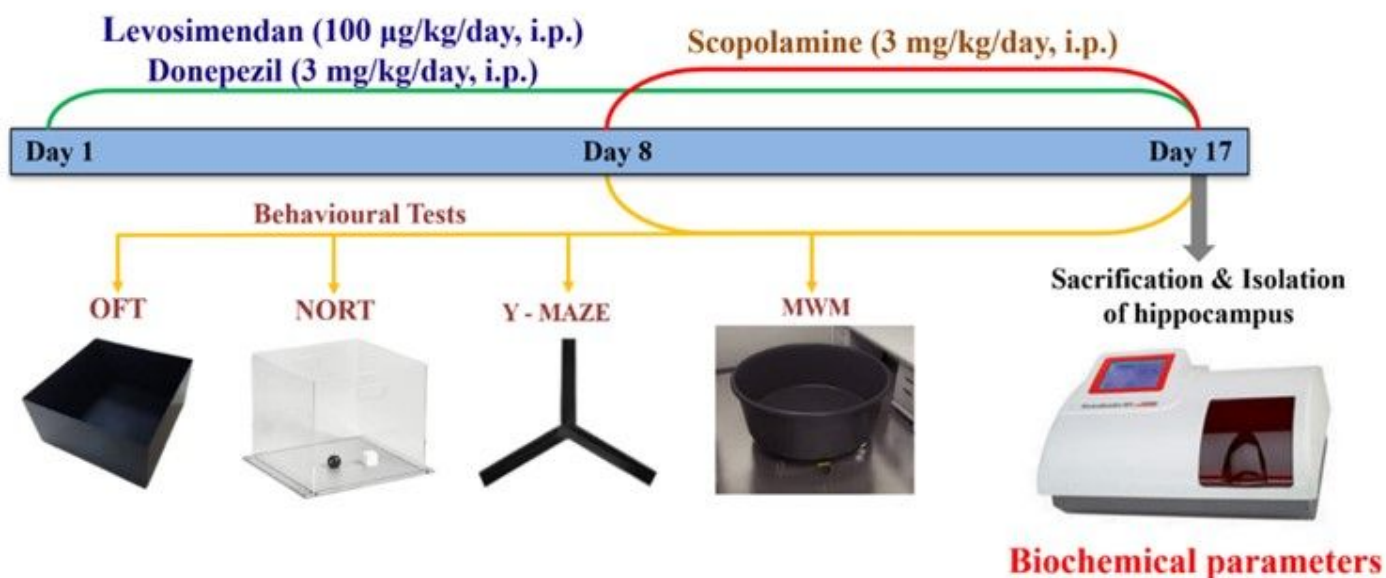 Levosimendan (100 μg/kg/day, i.p.)
Donepezil (3 mg/kg/day, i.p.)
Scopolamine (3 mg/kg/day, i.p.)
Day 1
Day 8
Day 17
Behavioural Tests
OFT
NORT
Y - MAZE
MWM
Sacrification & Isolation
of hippocampus
Biochemical parameters